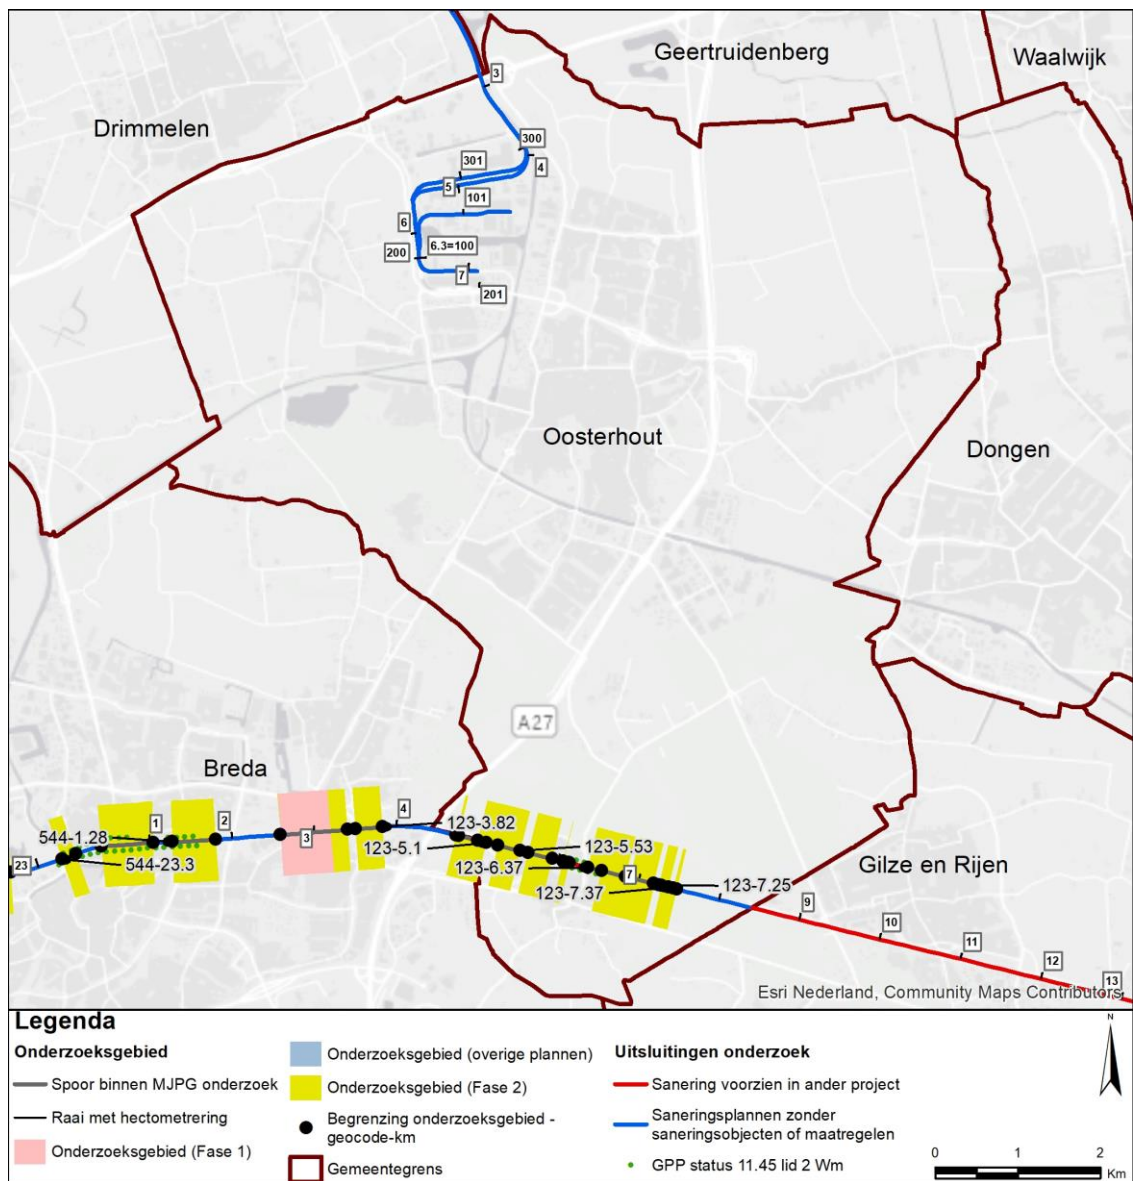 Geertruidenberg
Waalwijk
3
Drimmelen
300
4
301
5
101
6
200
6.3=100
7
201
Oosterhout
Dongen
A27
Breda
4
1
2
3
123-3.82
544-1.28
123-5.1
123-5.53
23
544-23.3
123-6.37
7
Gilze en Rijen
123-7.37
123-7.25
9
10
11
12
13
Esri Nederland, Community Maps Contributors
Legenda
Onderzoeksgebied
Spoor binnen MJPG onderzoek
Raai met hectometrering
Onderzoeksgebied (Fase 1)
Onderzoeksgebied (overige plannen)
Onderzoeksgebied (Fase 2)
Begrenzing onderzoeksgebied -
geocode-km
Gemeentegrens
Uitsluitingen onderzoek
Sanering voorzien in ander project
Saneringsplannen zonder
saneringsobjecten of maatregelen
GPP status 11.45 lid 2 Wm
N
0 1 2
Km